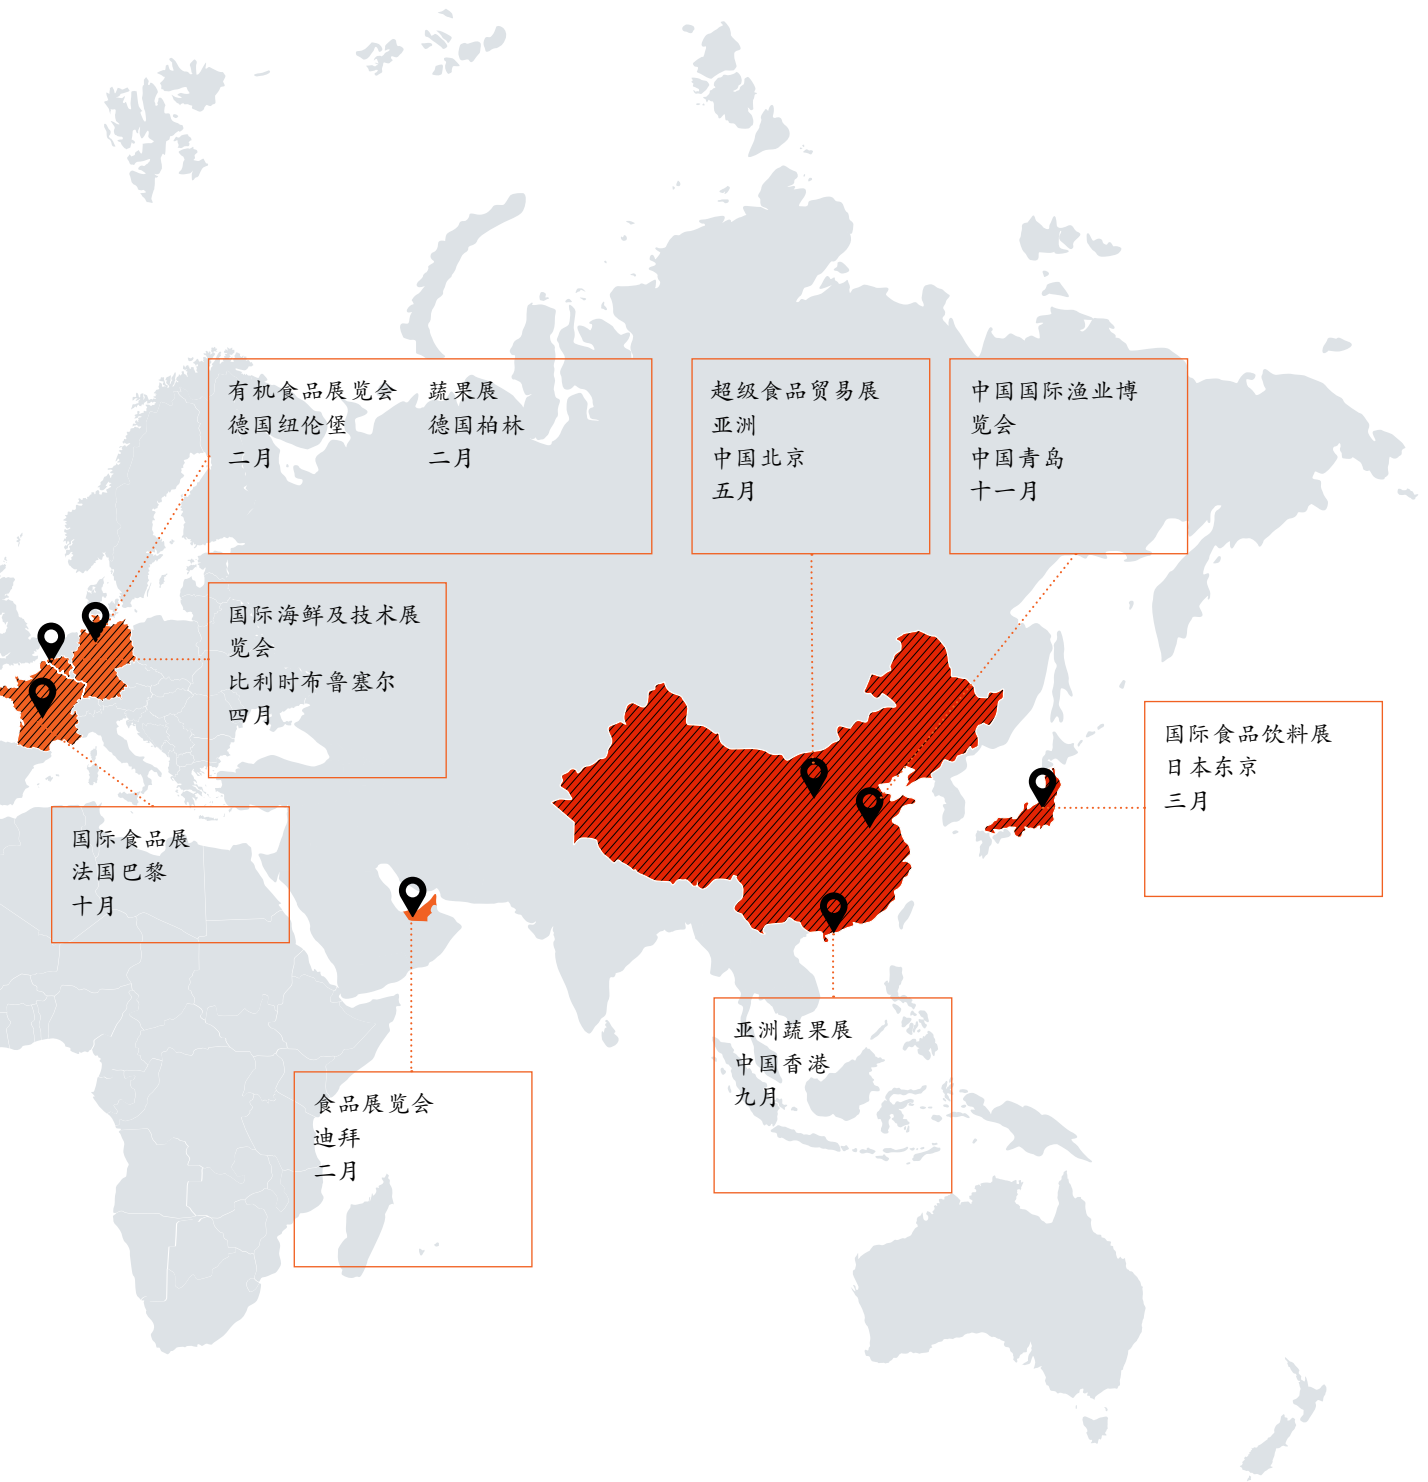 有机食品展览会
德国纽伦堡
二月
蔬果展
德国柏林
二月
超级食品贸易展
亚洲
中国北京
五月
中国国际渔业博
览会
中国青岛
十一月
国际海鲜及技术展
览会
比利时布鲁塞尔
四月
国际食品饮料展
日本东京
三月
国际食品展
法国巴黎
十月
亚洲蔬果展
中国香港
九月
食品展览会
迪拜
二月